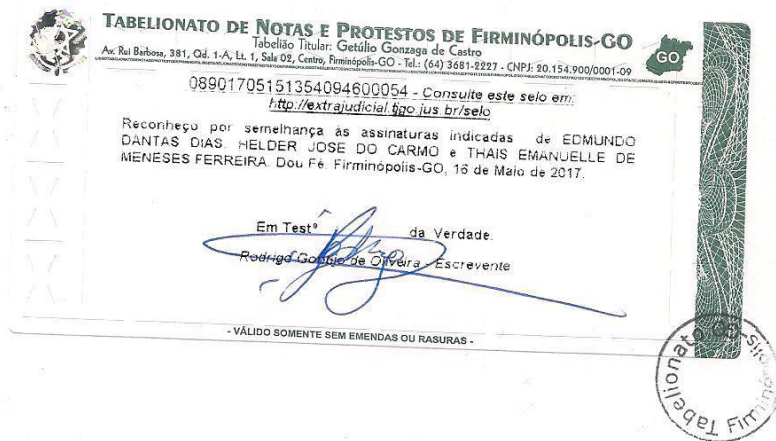 TABELIONATO DE NOTAS E PROTESTOS DE FIRMINÓPOLIS-GO
Tabelião Titular: Getúlio Gonzaga de Castro
Av. Rui Barbosa, 381, Qd. 1-A, Lt. 1, Sala 02, Centro, Firminópolis-GO - Tel.: (64) 3681-2227 - CNPJ: 20.154.900/0001-09
GO
08901705151354094600054 - Consulte este selo em:
http://extrajudicial.tjgo.jus.br/selo
Reconheço por semelhança as assinaturas indicadas de EDMUNDO
DANTAS DIAS, HELDER JOSE DO CARMO e THAIS EMANUELLE DE
MENESES FERREIRA. Dou Fé. Firminópolis-GO, 16 de Maio de 2017.
Em Testº da Verdade.
Rodrigo de Oliveira - Escrevente
- VÁLIDO SOMENTE SEM EMENDAS OU RASURAS -
Tabelionato